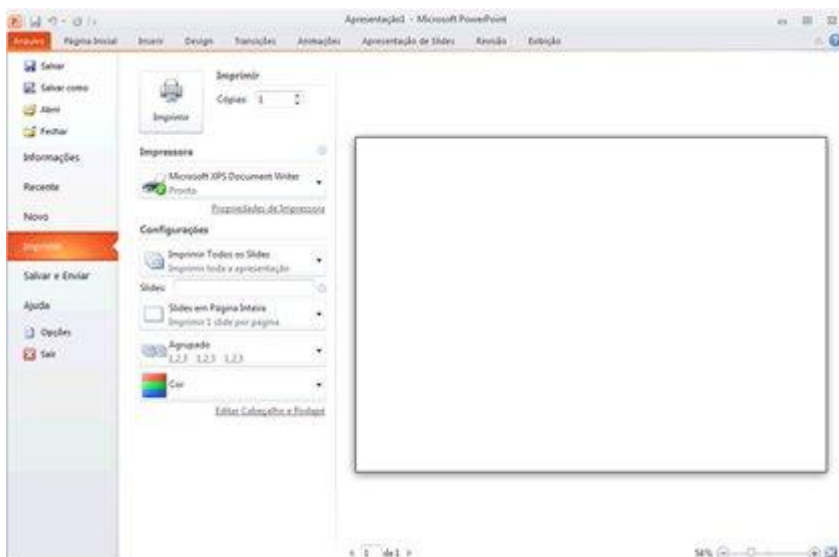 Apresentação1 - Microsoft PowerPoint
Arquivo Página Inicial Inserir Design Transições Animações Apresentação de Slides Revisão Exibição
Salvar
Salvar como
Abrir
Fechar
Informações
Recente
Novo
Imprimir
Salvar e Enviar
Ajuda
Opções
Sair
Imprimir
Cópias: 1
Imprimir
Impressora
Microsoft XPS Document Writer
Pronto
Propriedades de Impressora
Configurações
Imprimir Todos os Slides
Imprimir toda a apresentação
Slides:
Slides em Página Inteira
Imprimir 1 slide por página
Agrupado
1,2,3 1,2,3 1,2,3
Cor
Editar Cabeçalho e Rodapé
1 de 1
56%